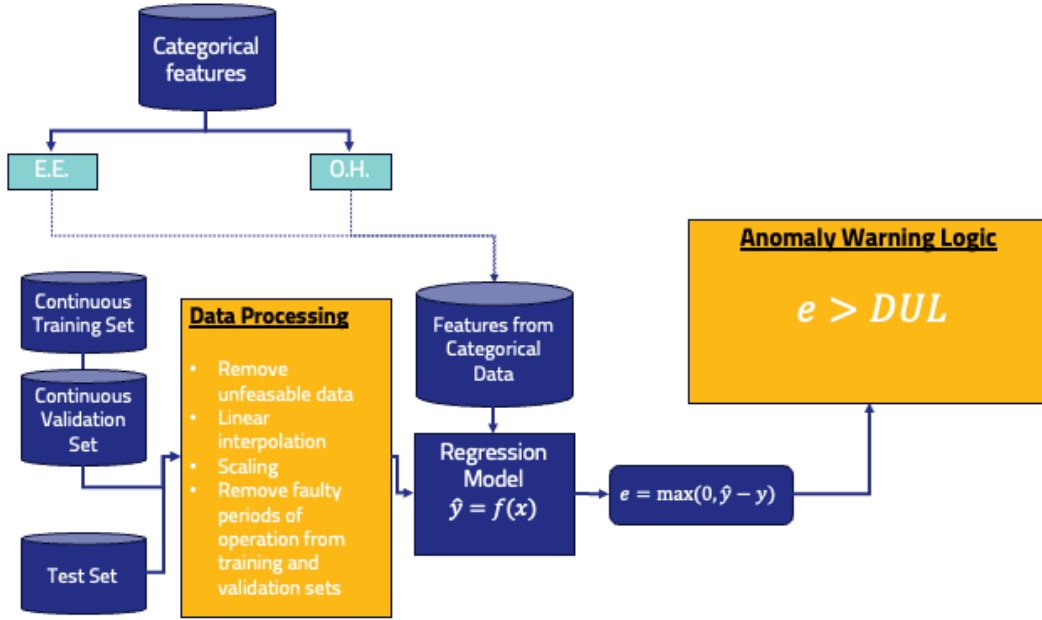 Categorical
features
E.E.
O.H.
Anomaly Warning Logic
e > DUL
Continuous
Training Set
Continuous
Validation
Set
Test Set
Data Processing
• Remove
unfeasable data
• Linear
interpolation
• Scaling
• Remove faulty
periods of
operation from
training and
validation sets
Features from
Categorical
Data
Regression
Model
ŷ = f(x)
e = max(0, ŷ − y)